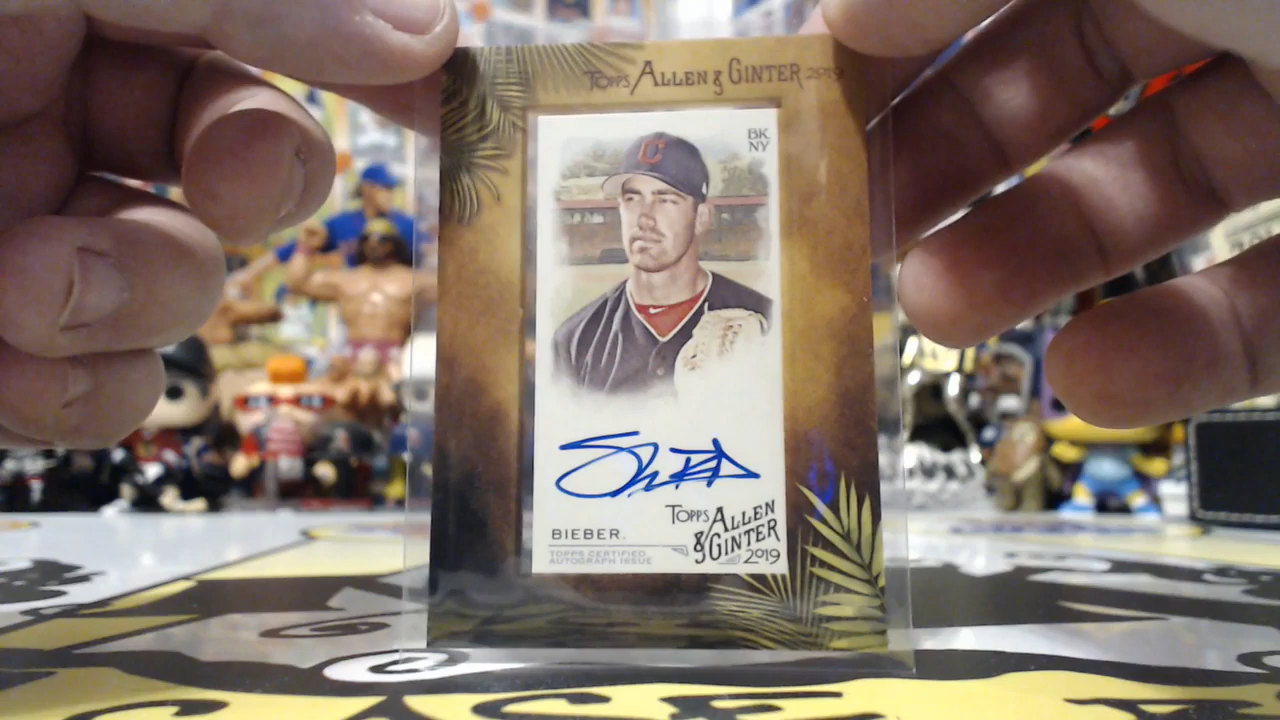 TOPPS ALLEN & GINTER 2019
BK
NY
C
BIEBER.
TOPPS CERTIFIED
AUTOGRAPH ISSUE
TOPPS ALLEN
& GINTER
2019